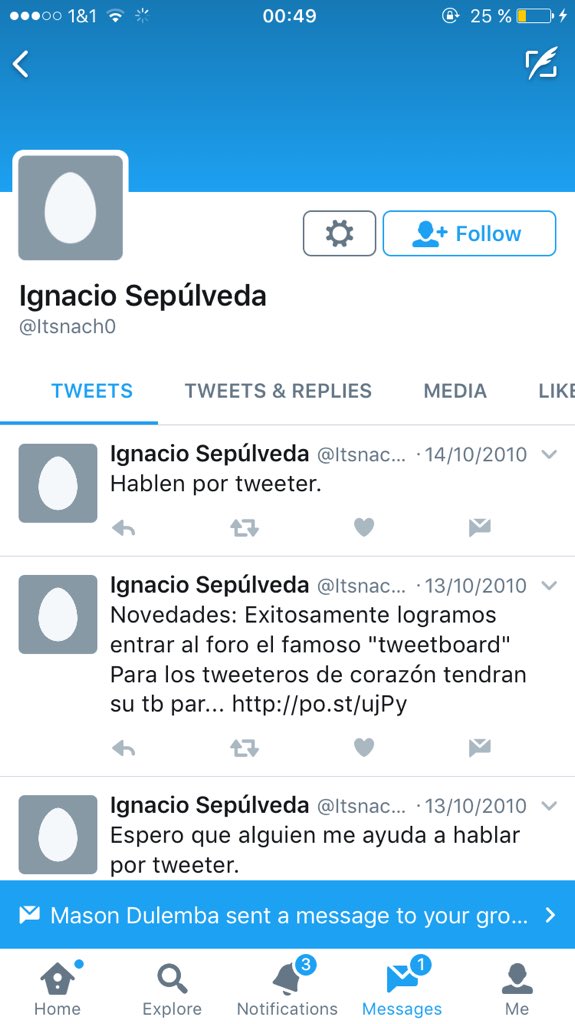 1&1 00:49 25 %
Follow
Ignacio Sepúlveda
@Itsnach0
TWEETS TWEETS & REPLIES MEDIA LIKE
Ignacio Sepúlveda @Itsnac... · 14/10/2010
Hablen por tweeter.
Ignacio Sepúlveda @Itsnac... · 13/10/2010
Novedades: Exitosamente logramos
entrar al foro el famoso "tweetboard"
Para los tweeteros de corazón tendran
su tb par... http://po.st/ujPy
Ignacio Sepúlveda @Itsnac... · 13/10/2010
Espero que alguien me ayuda a hablar
por tweeter.
Mason Dulemba sent a message to your gro...
3 1
Home Explore Notifications Messages Me